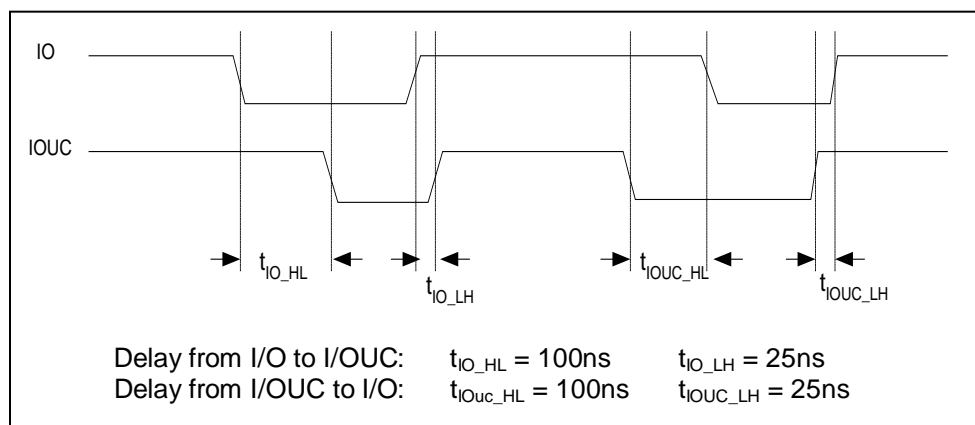 IO
IOUC
tIO_HL
tIO_LH
tIOUC_HL
tIOUC_LH
Delay from I/O to I/OUC: tIO_HL = 100ns tIO_LH = 25ns
Delay from I/OUC to I/O: tIOuc_HL = 100ns tIOUC_LH = 25ns